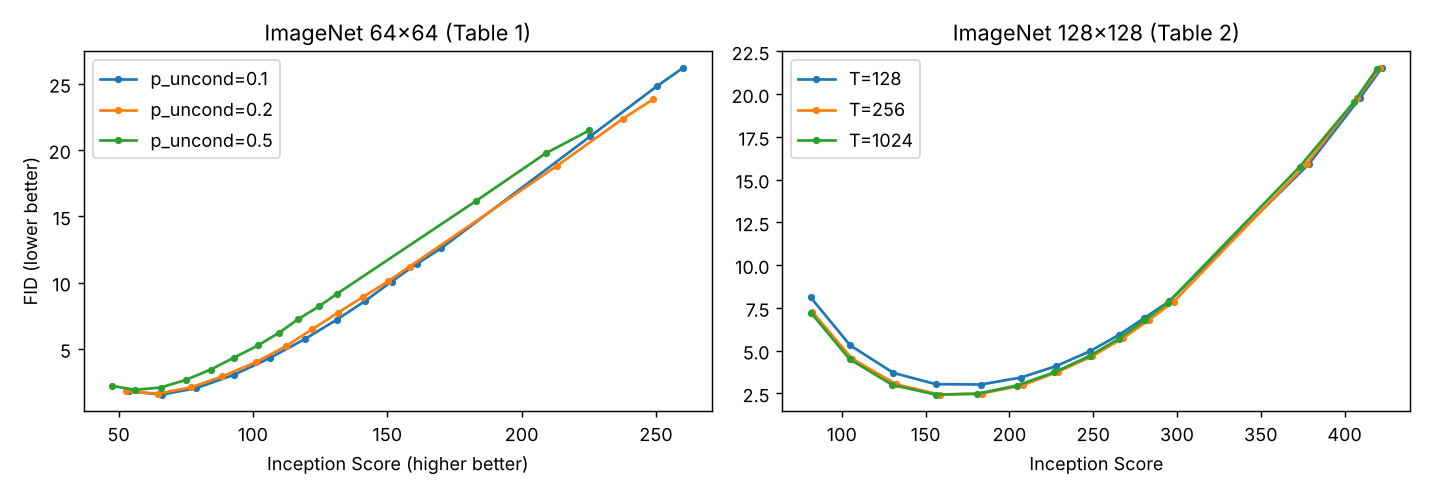 ImageNet 64×64 (Table 1)
p_uncond=0.1
p_uncond=0.2
p_uncond=0.5
FID (lower better)
25
20
15
10
5
50 100 150 200 250
Inception Score (higher better)
ImageNet 128×128 (Table 2)
T=128
T=256
T=1024
22.5
20.0
17.5
15.0
12.5
10.0
7.5
5.0
2.5
100 150 200 250 300 350 400
Inception Score